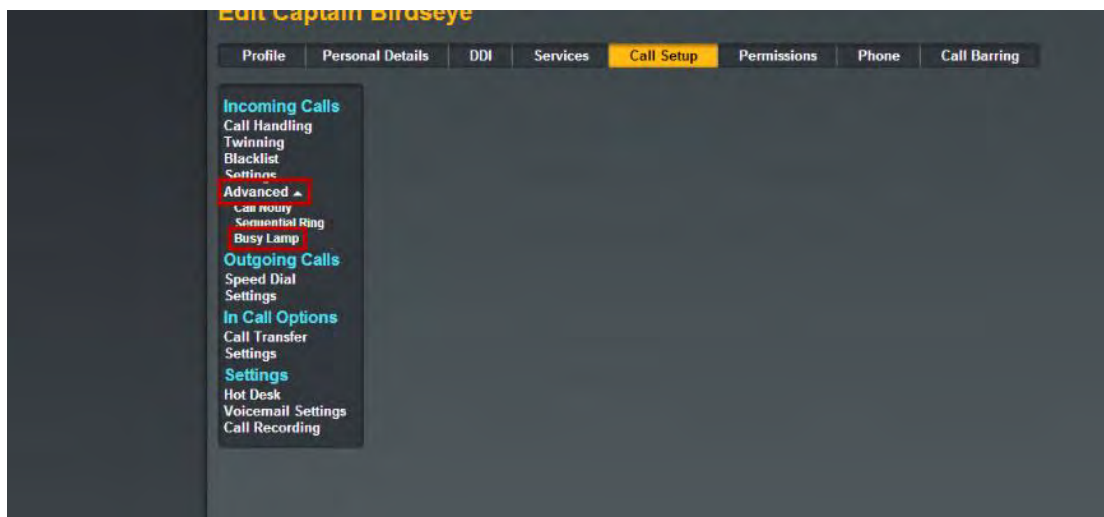 Edit Captain Birdseye
Profile Personal Details DDI Services Call Setup Permissions Phone Call Barring
Incoming Calls
Call Handling
Twinning
Blacklist
Settings
Advanced
Call Notify
Sequential Ring
Busy Lamp
Outgoing Calls
Speed Dial
Settings
In Call Options
Call Transfer
Settings
Settings
Hot Desk
Voicemail Settings
Call Recording